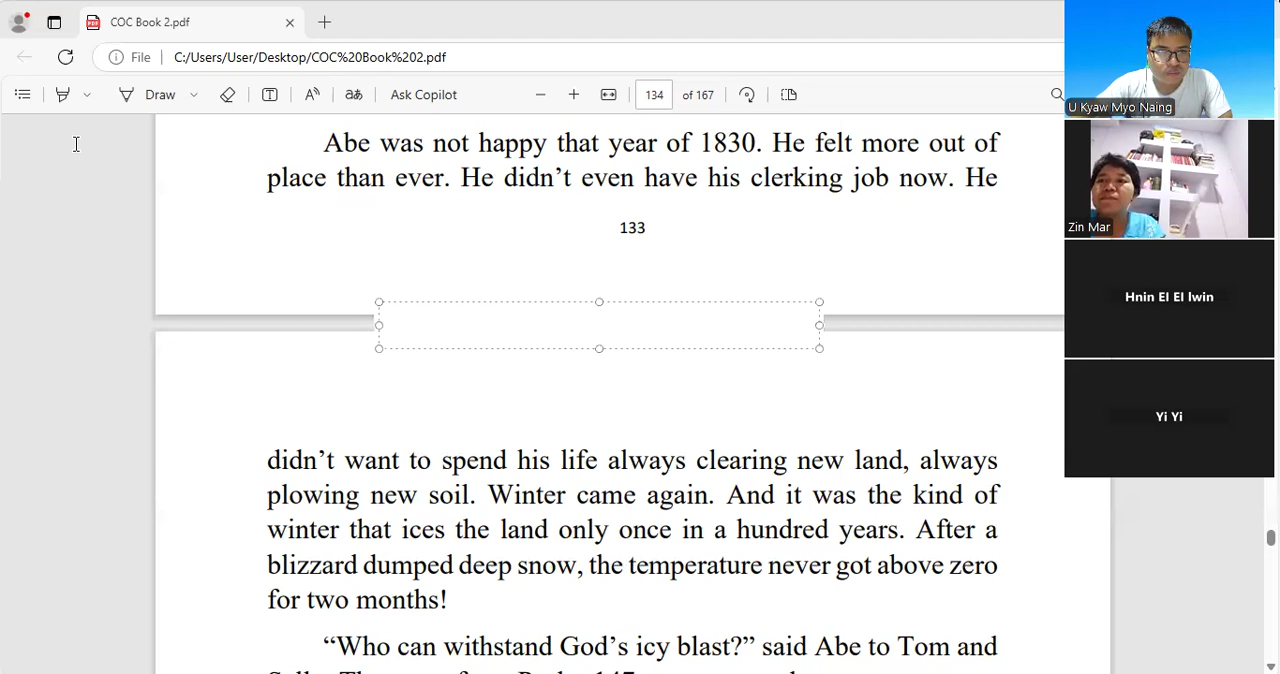 COC Book 2.pdf
File C:/Users/User/Desktop/COC%20Book%202.pdf
Draw aあ Ask Copilot 134 of 167
Abe was not happy that year of 1830. He felt more out of
place than ever. He didn’t even have his clerking job now. He
133
didn’t want to spend his life always clearing new land, always
plowing new soil. Winter came again. And it was the kind of
winter that ices the land only once in a hundred years. After a
blizzard dumped deep snow, the temperature never got above zero
for two months!
“Who can withstand God’s icy blast?” said Abe to Tom and
U Kyaw Myo Naing
Zin Mar
Hnin EI EI lwin
Yi Yi